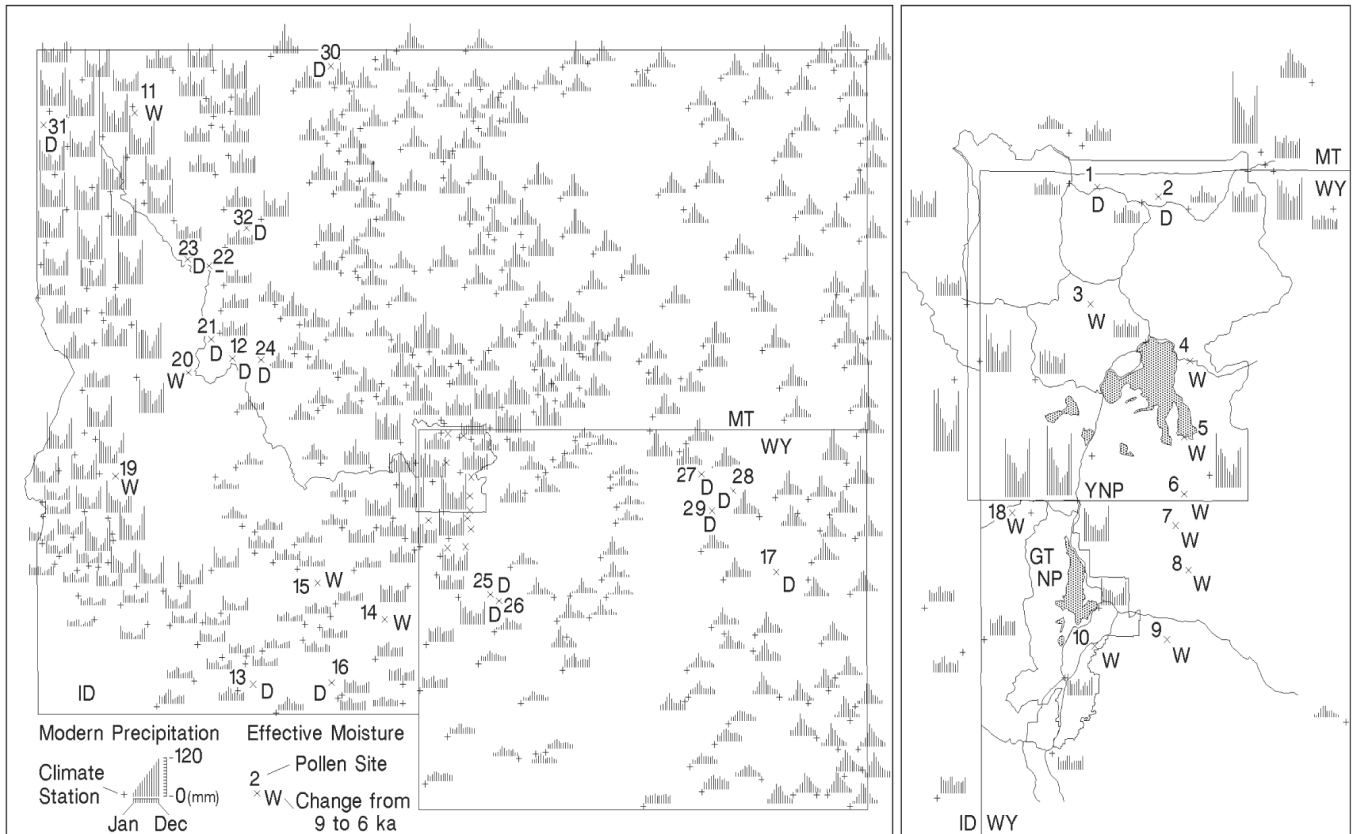 30
D
11
W
31
D
32
D
23
D
22
–
21
D
12
D
24
D
20
W
MT
WY
19
W
27
D
28
D
29
D
17
D
15
W
14
W
25
D
26
D
13
D
16
D
ID
Modern Precipitation
120
0 (mm)
Climate
Station
Jan Dec
Effective Moisture
2
W
Pollen Site
Change from
9 to 6 ka
MT
WY
1
D
2
D
3
W
4
W
5
W
6
W
YNP
18
W
7
W
8
W
GT
NP
10
W
9
W
ID WY